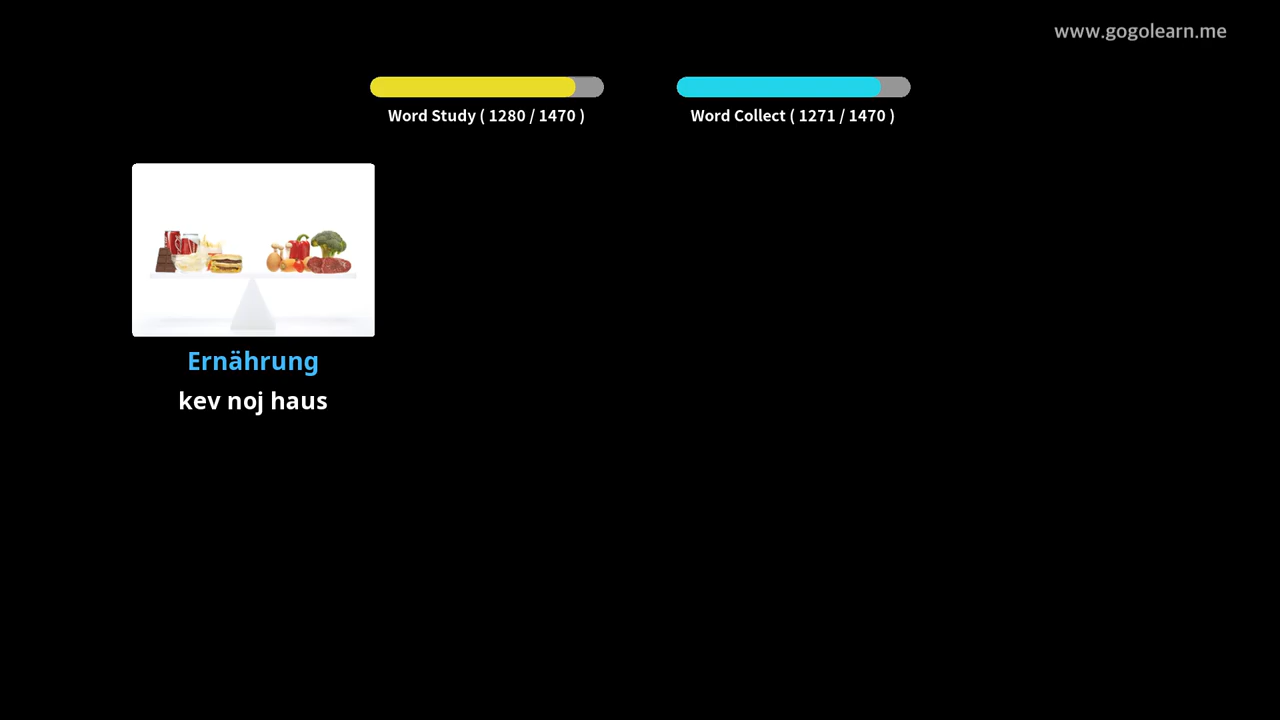 www.gogolearn.me
Word Study ( 1280 / 1470 )
Word Collect ( 1271 / 1470 )
Ernährung
kev noj haus